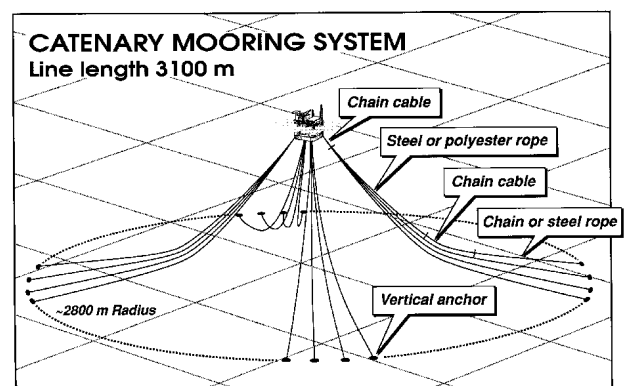 CATENARY MOORING SYSTEM
Line length 3100 m
Chain cable
Steel or polyester rope
Chain cable
Chain or steel rope
~2800 m Radius
Vertical anchor